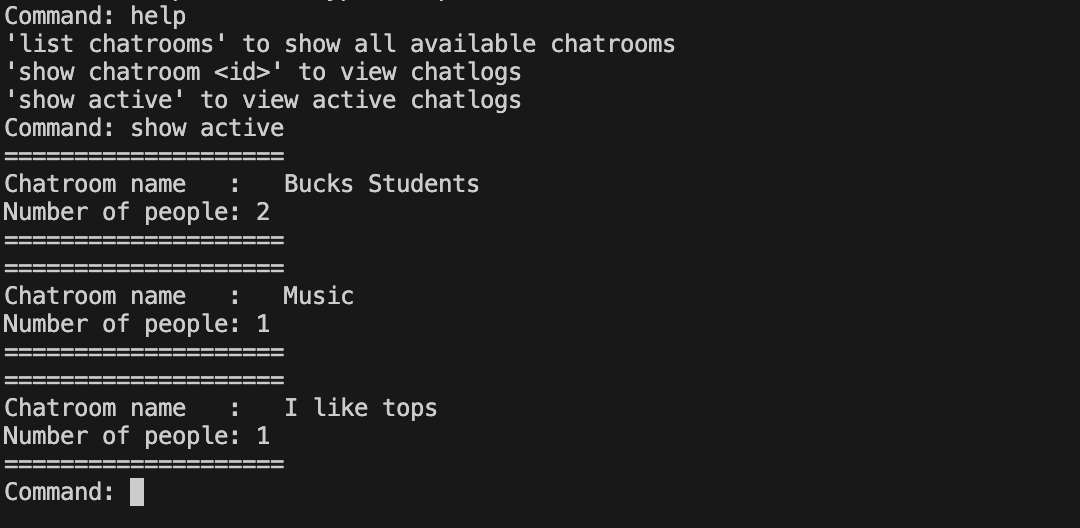 Command: help
'list chatrooms' to show all available chatrooms
'show chatroom <id>' to view chatlogs
'show active' to view active chatlogs
Command: show active
====================
Chatroom name   :   Bucks Students
Number of people: 2
====================
====================
Chatroom name   :   Music
Number of people: 1
====================
====================
Chatroom name   :   I like tops
Number of people: 1
====================
Command: